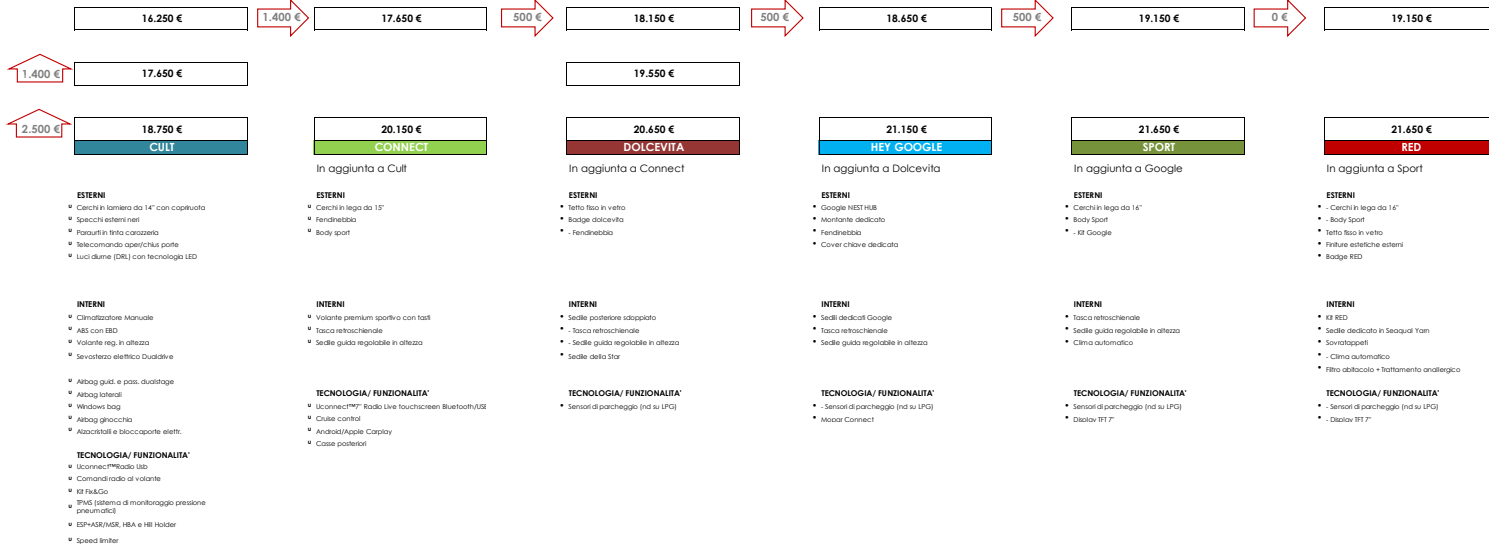 16.250 €
1.400 €
17.650 €
500 €
18.150 €
500 €
18.650 €
500 €
19.150 €
0 €
19.150 €
1.400 €
17.650 €
19.550 €
2.500 €
18.750 €
20.150 €
20.650 €
21.150 €
21.650 €
21.650 €
CULT
CONNECT
DOLCEVITA
HEY GOOGLE
SPORT
RED
In aggiunta a Cult
In aggiunta a Connect
In aggiunta a Dolcevita
In aggiunta a Google
In aggiunta a Sport
ESTERNI
Cerchi in lamiera da 14" con copriruota
Specchi esterni neri
Paraurti in tinta carozzeria
Telecomando aper/chius porte
Luci diurne (DRL) con tecnologia LED
INTERNI
Climatizzatore Manuale
ABS con EBD
Volante reg. in altezza
Sevosterzo elettrico Dualdrive
Airbag guid. e pass. dualstage
Airbag laterali
Windows bag
Airbag ginocchia
Alzacristalli e bloccaporte elettr.
TECNOLOGIA/ FUNZIONALITA'
Uconnect™Radio Usb
Comandi radio al volante
Kit Fix&Go
TPMS (sistema di monitoraggio pressione
pneumatici)
ESP+ASR/MSR, HBA e Hill Holder
Speed limiter
ESTERNI
Cerchi in lega da 15"
Fendinebbia
Body sport
INTERNI
Volante premium sportivo con tasti
Tasca retroschienale
Sedile guida regolabile in altezza
TECNOLOGIA/ FUNZIONALITA'
Uconnect™7" Radio Live touchscreen Bluetooth/USB
Cruise control
Android/Apple Carplay
Casse posteriori
ESTERNI
Tetto fisso in vetro
Badge dolcevita
- Fendinebbia
INTERNI
Sedile posteriore sdoppiato
- Tasca retroschienale
- Sedile guida regolabile in altezza
Sedile della Star
TECNOLOGIA/ FUNZIONALITA'
Sensori di parcheggio (nd su LPG)
ESTERNI
Google NEST HUB
Montante dedicato
Fendinebbia
Cover chiave dedicata
INTERNI
Sedili dedicati Google
Tasca retroschienale
Sedile guida regolabile in altezza
TECNOLOGIA/ FUNZIONALITA'
- Sensori di parcheggio (nd su LPG)
Mopar Connect
ESTERNI
Cerchi in lega da 16"
Body Sport
- Kit Google
INTERNI
Tasca retroschienale
Sedile guida regolabile in altezza
Clima automatico
TECNOLOGIA/ FUNZIONALITA'
Sensori di parcheggio (nd su LPG)
Display TFT 7"
ESTERNI
- Cerchi in lega da 16"
- Body Sport
Tetto fisso in vetro
Finiture estetiche esterni
Badge RED
INTERNI
Kit RED
Sedile dedicato in Seaqual Yarn
Sovratappeti
- Clima automatico
Filtro abitacolo + Trattamento anallergico
TECNOLOGIA/ FUNZIONALITA'
- Sensori di parcheggio (nd su LPG)
- Display TFT 7"